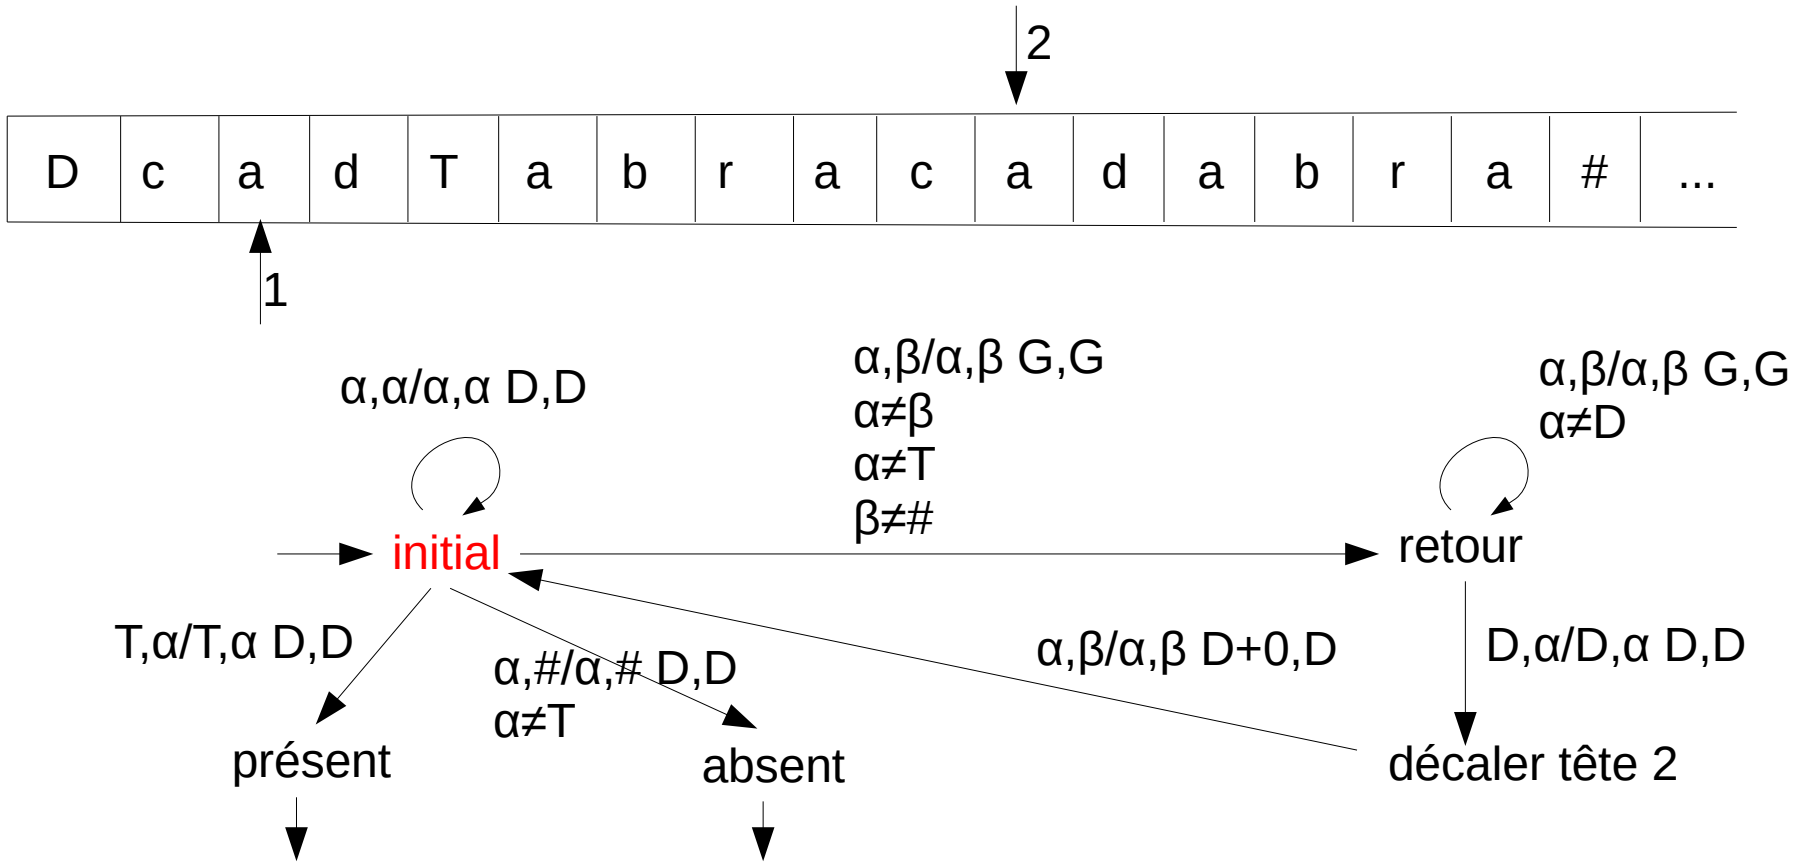 2
D c a d T a b r a c a d a b r a # ...
1
α,α/α,α D,D
α,β/α,β G,G
α≠β
α≠T
β≠#
α,β/α,β G,G
α≠D
initial
retour
T,α/T,α D,D
α,#/α,# D,D
α≠T
α,β/α,β D+0,D
D,α/D,α D,D
présent
absent
décaler tête 2